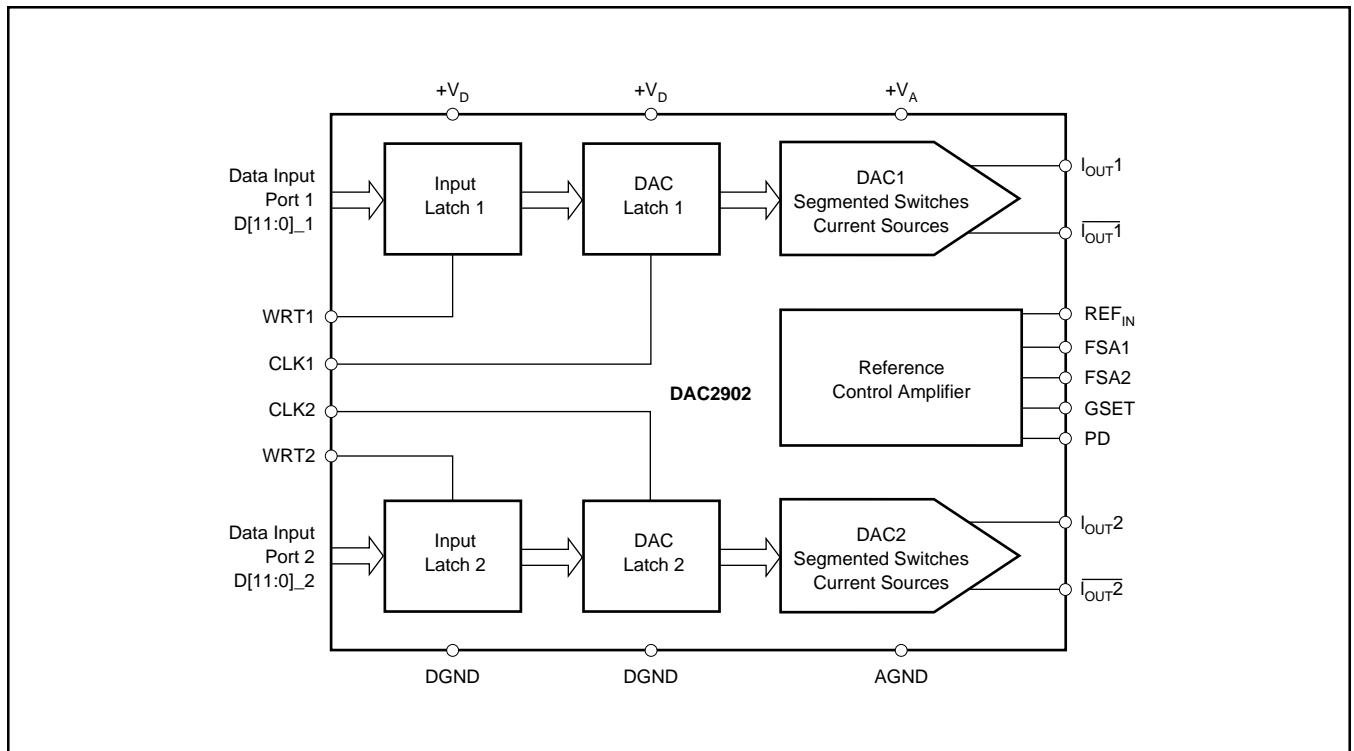 +VD
+VD
+VA
Data Input
Port 1
D[11:0]_1
Input
Latch 1
DAC
Latch 1
DAC1
Segmented Switches
Current Sources
IOUT1
IOUT1
WRT1
CLK1
CLK2
WRT2
DAC2902
Reference
Control Amplifier
REFIN
FSA1
FSA2
GSET
PD
Data Input
Port 2
D[11:0]_2
Input
Latch 2
DAC
Latch 2
DAC2
Segmented Switches
Current Sources
IOUT2
IOUT2
DGND
DGND
AGND